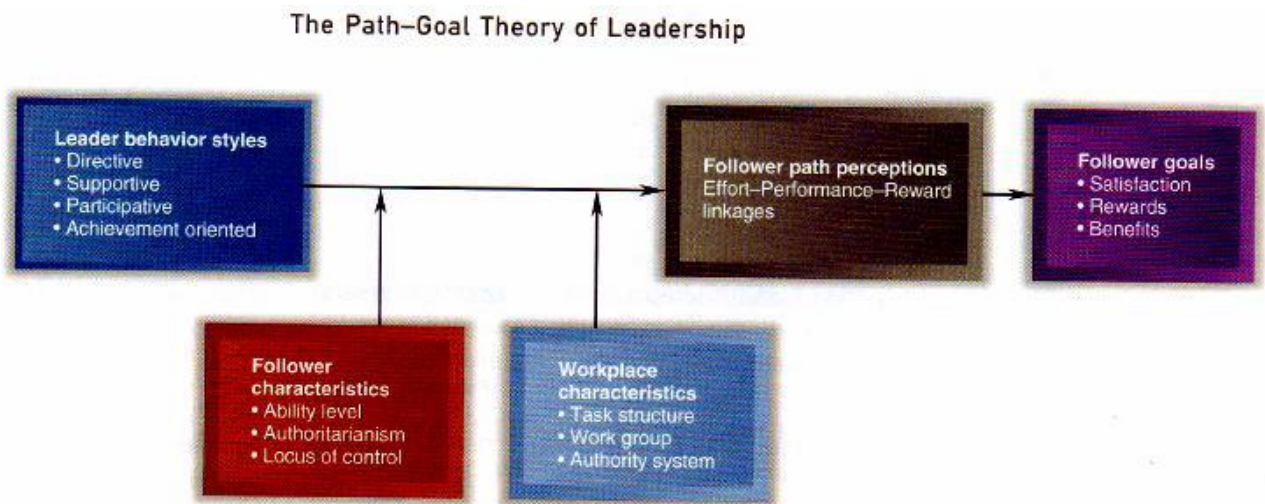 The Path–Goal Theory of Leadership
Leader behavior styles
• Directive
• Supportive
• Participative
• Achievement oriented
Follower path perceptions
Effort–Performance–Reward
linkages
Follower goals
• Satisfaction
• Rewards
• Benefits
Follower
characteristics
• Ability level
• Authoritarianism
• Locus of control
Workplace
characteristics
• Task structure
• Work group
• Authority system